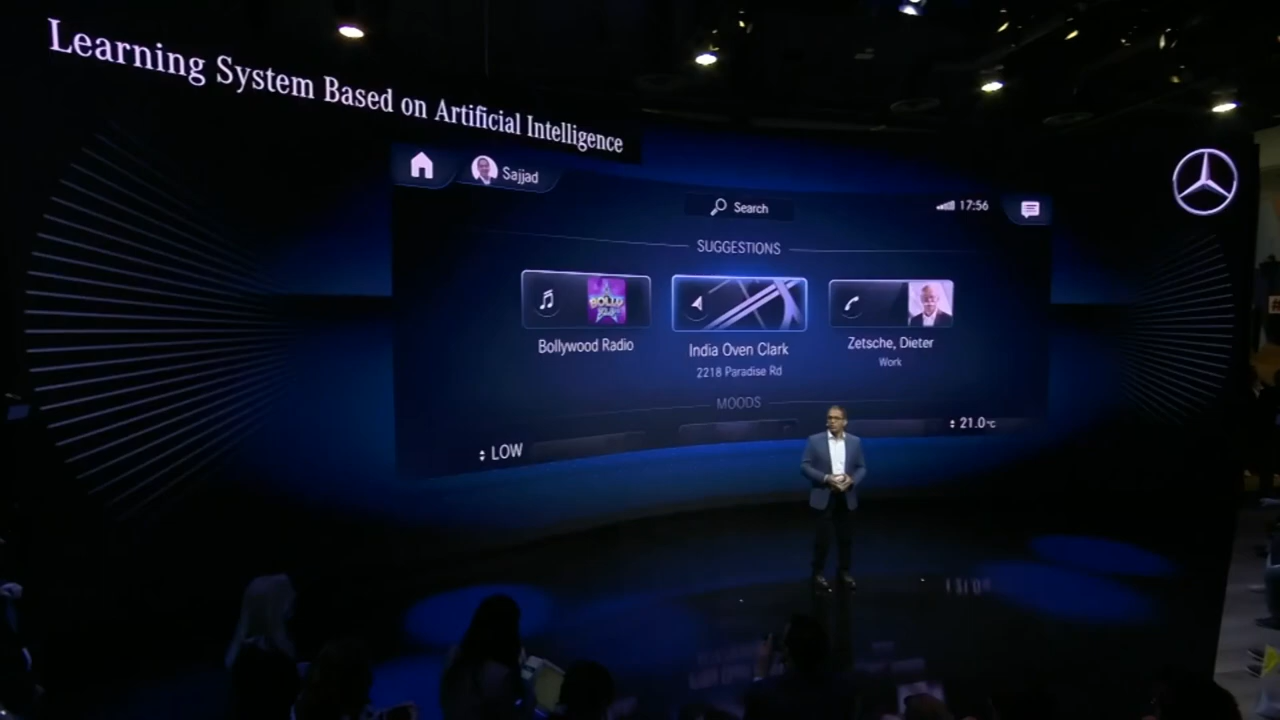 Learning System Based on Artificial Intelligence
Sajjad
Search
17:56
SUGGESTIONS
Bollywood Radio
India Oven Clark
2218 Paradise Rd
Zetsche, Dieter
Work
MOODS
LOW
21.0°C